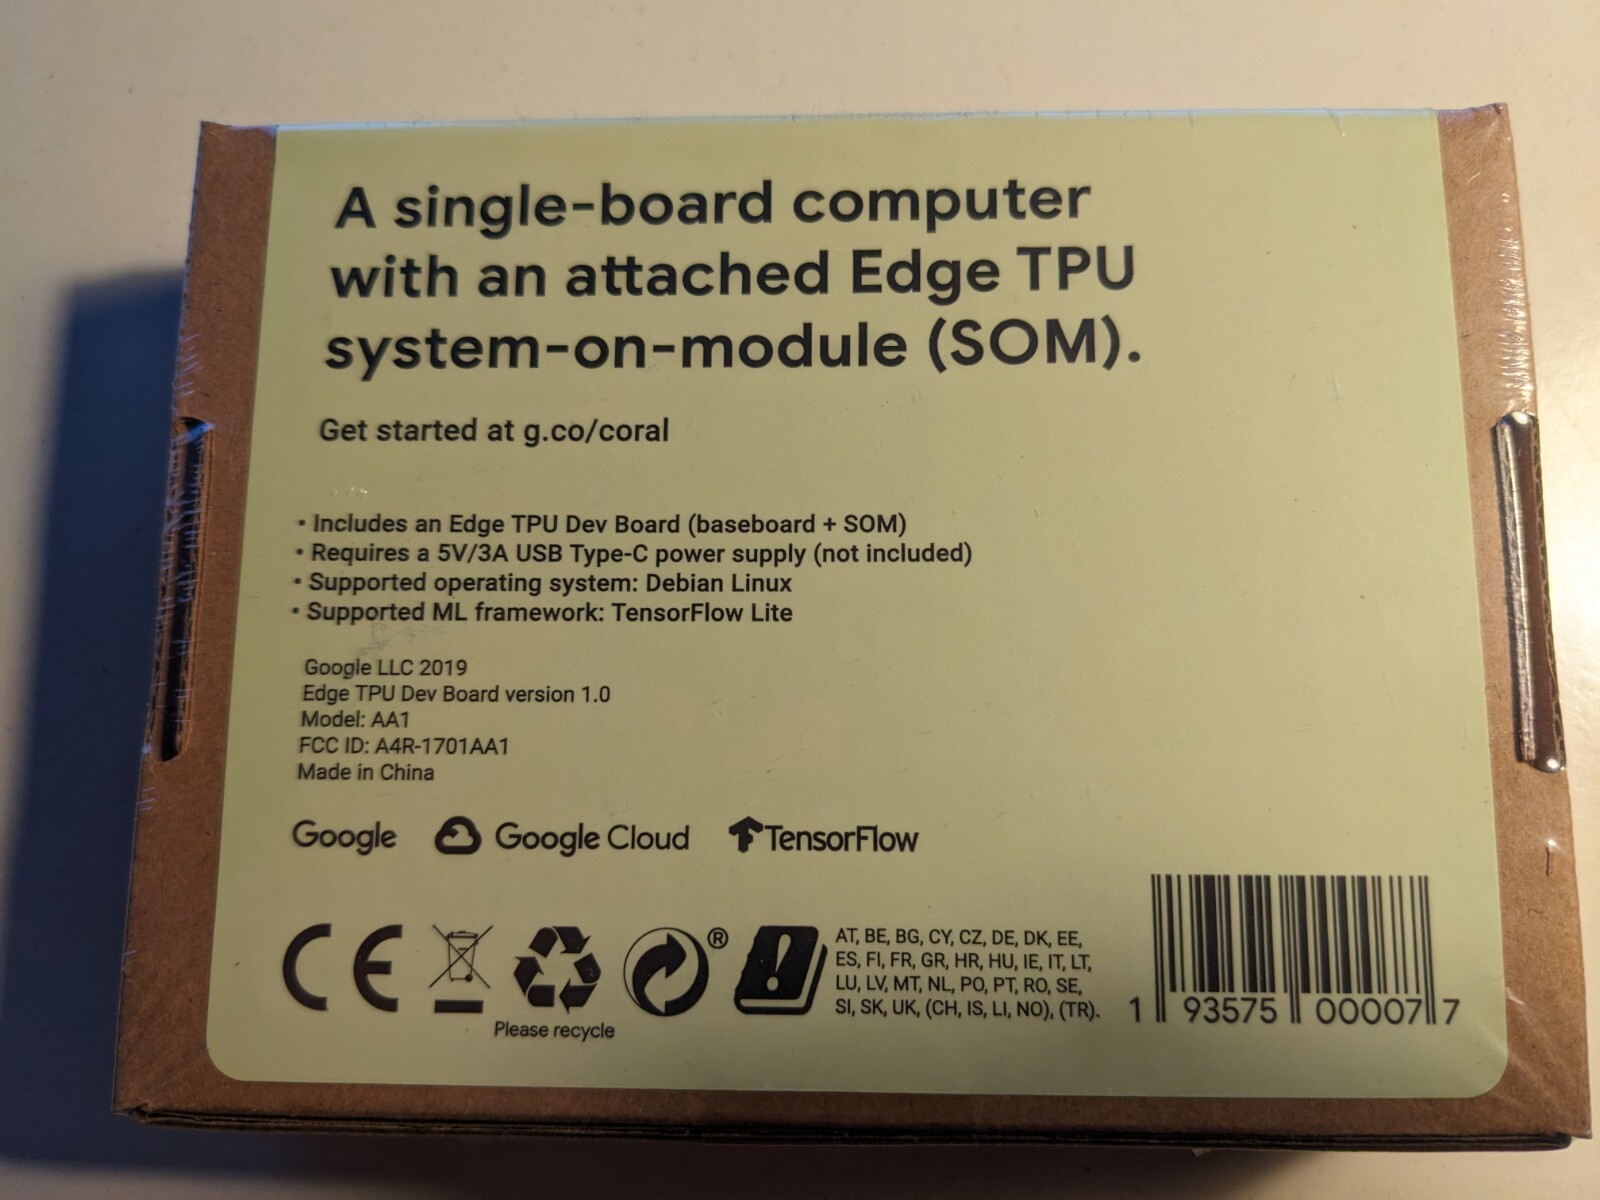 A single-board computer
with an attached Edge TPU
system-on-module (SOM).
Get started at g.co/coral
• Includes an Edge TPU Dev Board (baseboard + SOM)
• Requires a 5V/3A USB Type-C power supply (not included)
• Supported operating system: Debian Linux
• Supported ML framework: TensorFlow Lite
Google LLC 2019
Edge TPU Dev Board version 1.0
Model: AA1
FCC ID: A4R-1701AA1
Made in China
Google Google Cloud TensorFlow
CE
Please recycle
®
AT, BE, BG, CY, CZ, DE, DK, EE,
ES, FI, FR, GR, HR, HU, IE, IT, LT,
LU, LV, MT, NL, PO, PT, RO, SE,
SI, SK, UK, (CH, IS, LI, NO), (TR).
1 93575 00007 7